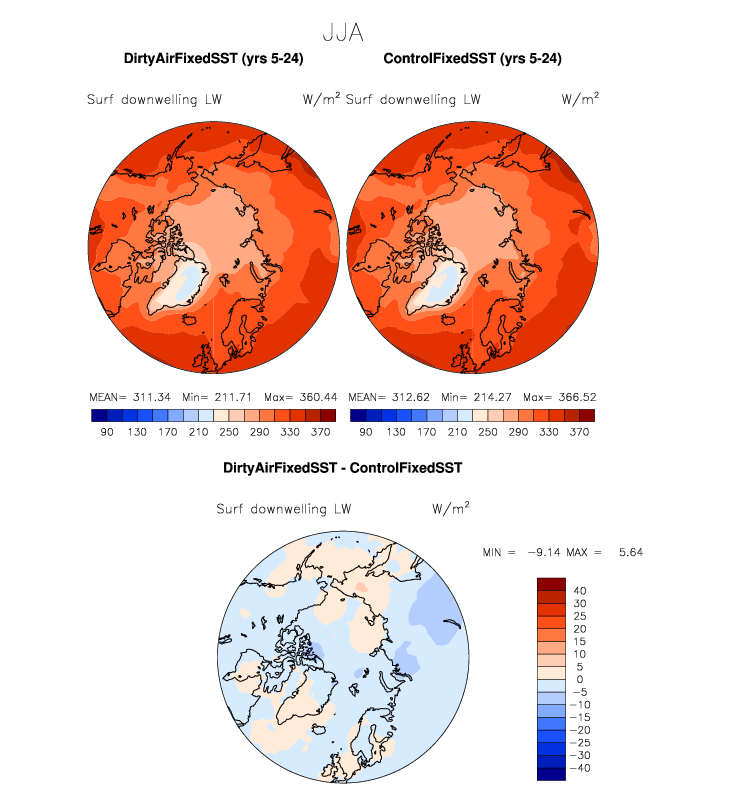 JJA
DirtyAirFixedSST (yrs 5-24) ControlFixedSST (yrs 5-24)
Surf downwelling LW W/m² Surf downwelling LW W/m²
MEAN= 311.34 Min= 211.71 Max= 360.44 MEAN= 312.62 Min= 214.27 Max= 366.52
90 130 170 210 250 290 330 370 90 130 170 210 250 290 330 370
DirtyAirFixedSST - ControlFixedSST
Surf downwelling LW W/m²
MIN = -9.14 MAX = 5.64
40
30
25
20
15
10
5
0
-5
-10
-15
-20
-25
-30
-40